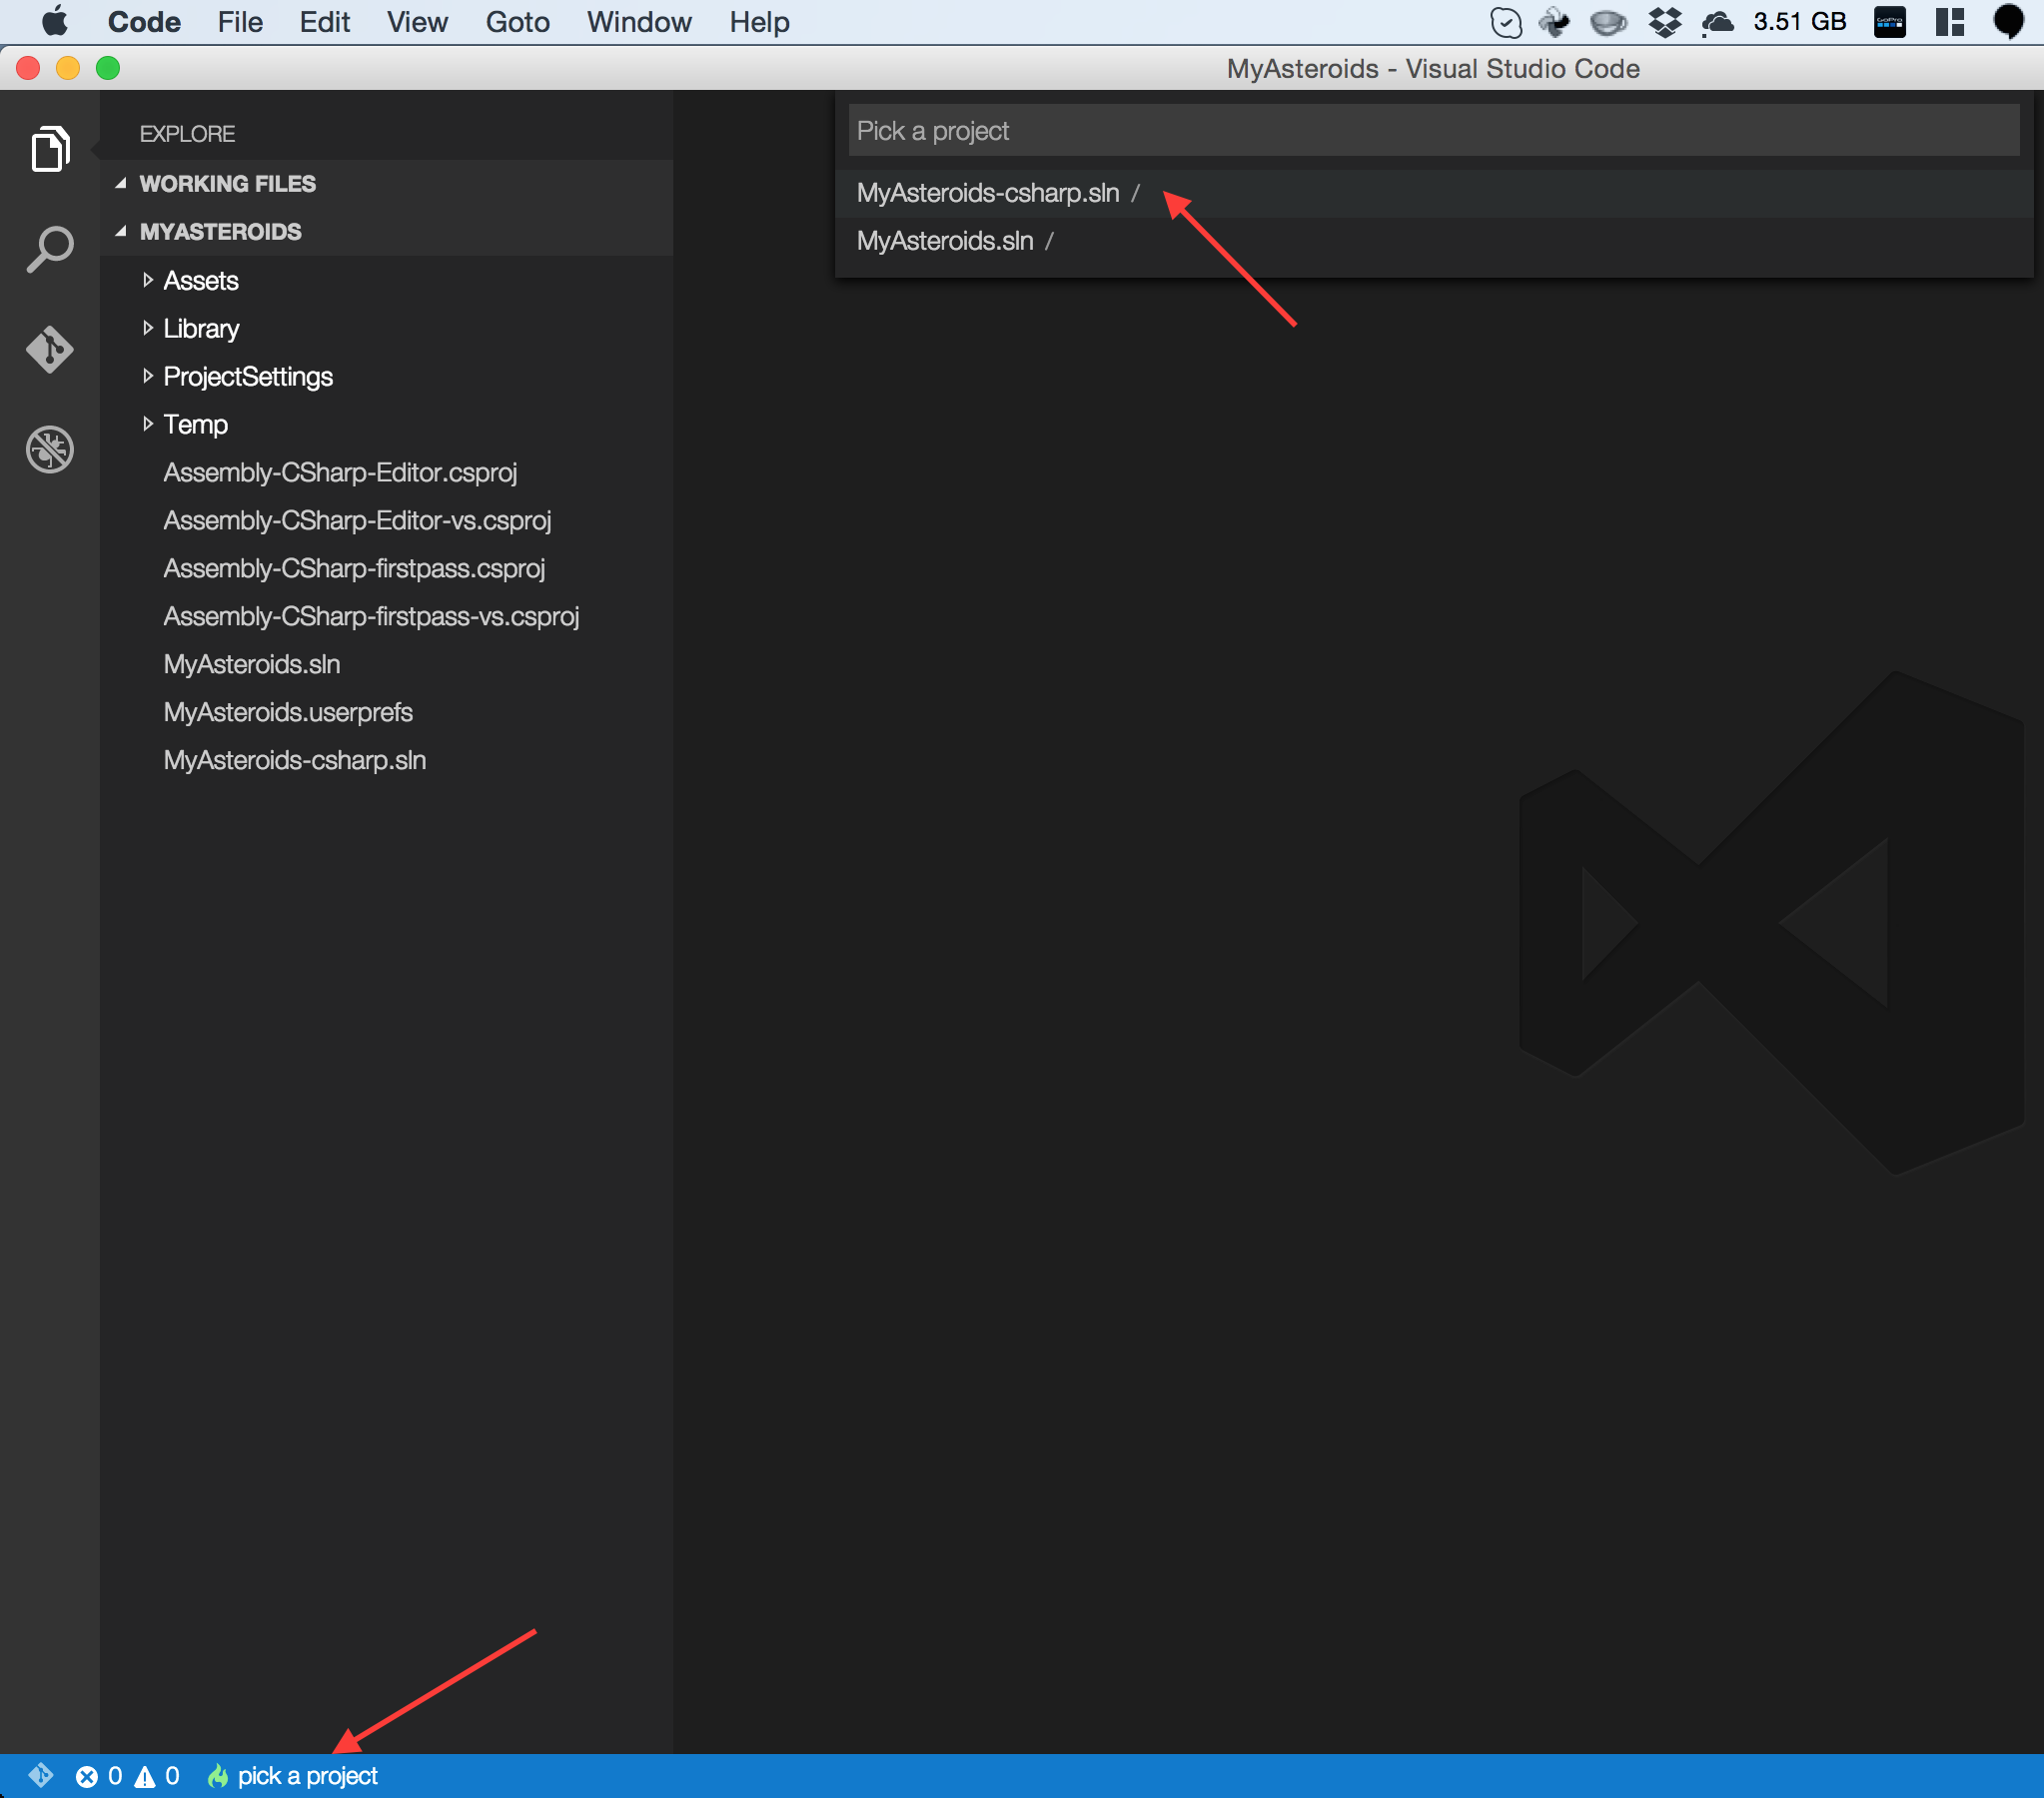 Code File Edit View Goto Window Help 3.51 GB GoPro
MyAsteroids - Visual Studio Code
EXPLORE
WORKING FILES
MYASTEROIDS
Assets
Library
ProjectSettings
Temp
Assembly-CSharp-Editor.csproj
Assembly-CSharp-Editor-vs.csproj
Assembly-CSharp-firstpass.csproj
Assembly-CSharp-firstpass-vs.csproj
MyAsteroids.sln
MyAsteroids.userprefs
MyAsteroids-csharp.sln
Pick a project
MyAsteroids-csharp.sln /
MyAsteroids.sln /
0 0 pick a project